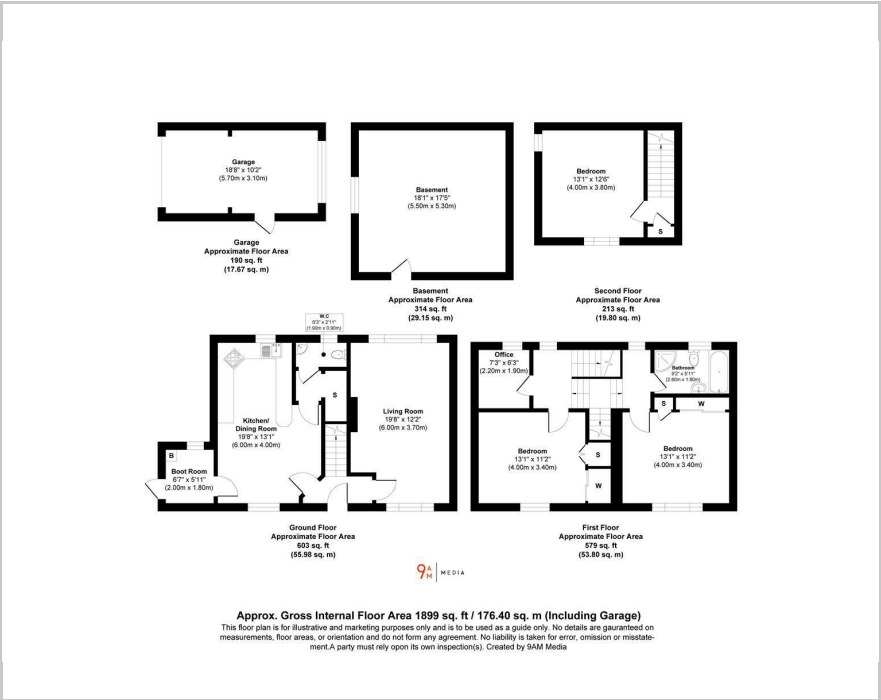 Garage
18'8" x 10'2"
(5.70m x 3.10m)
Garage
Approximate Floor Area
190 sq. ft
(17.67 sq. m)
Basement
18'1" x 17'5"
(5.50m x 5.30m)
Basement
Approximate Floor Area
314 sq. ft
(29.15 sq. m)
Bedroom
13'1" x 12'6"
(4.00m x 3.80m)
S
Second Floor
Approximate Floor Area
213 sq. ft
(19.80 sq. m)
W.C
6'3" x 2'11"
(1.90m x 0.90m)
Kitchen/
Dining Room
19'8" x 13'1"
(6.00m x 4.00m)
S
Living Room
19'8" x 12'2"
(6.00m x 3.70m)
B
Boot Room
6'7" x 5'11"
(2.00m x 1.80m)
Ground Floor
Approximate Floor Area
603 sq. ft
(55.98 sq. m)
Office
7'3" x 6'3"
(2.20m x 1.90m)
Bathroom
9'2" x 5'11"
(2.80m x 1.80m)
S
W
Bedroom
13'1" x 11'2"
(4.00m x 3.40m)
S
W
Bedroom
13'1" x 11'2"
(4.00m x 3.40m)
First Floor
Approximate Floor Area
579 sq. ft
(53.80 sq. m)
9AM MEDIA
Approx. Gross Internal Floor Area 1899 sq. ft / 176.40 sq. m (Including Garage)
This floor plan is for illustrative and marketing purposes only and is to be used as a guide only. No details are gauranteed on
measurements, floor areas, or orientation and do not form any agreement. No liability is taken for error, omission or misstate-
ment.A party must rely upon its own inspection(s). Created by 9AM Media